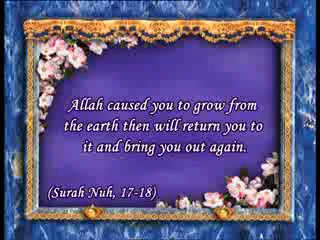 Allah caused you to grow from
the earth then will return you to
it and bring you out again.
(Surah Nuh, 17-18)